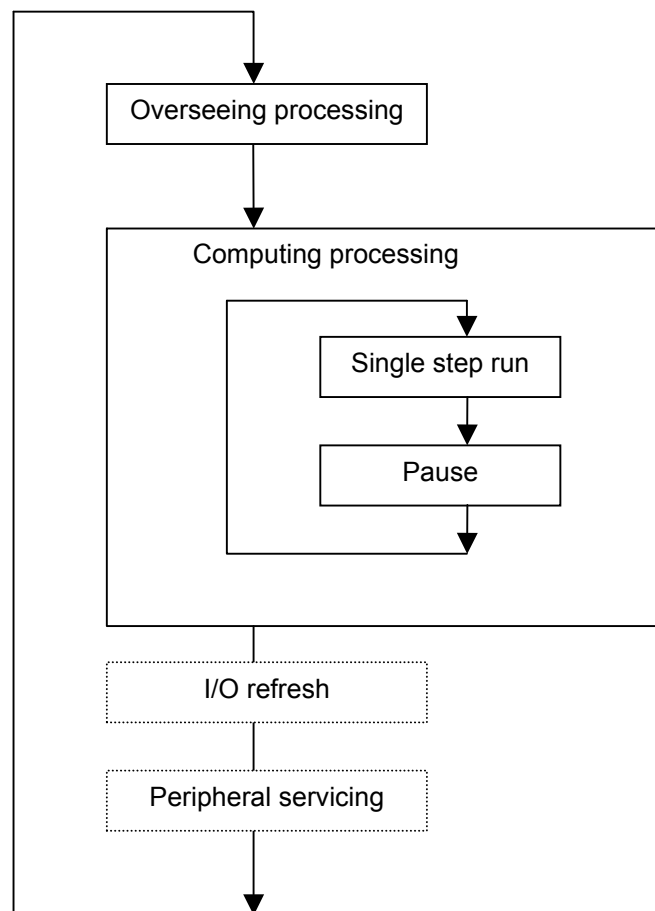 Overseeing processing
Computing processing
Single step run
Pause
I/O refresh
Peripheral servicing